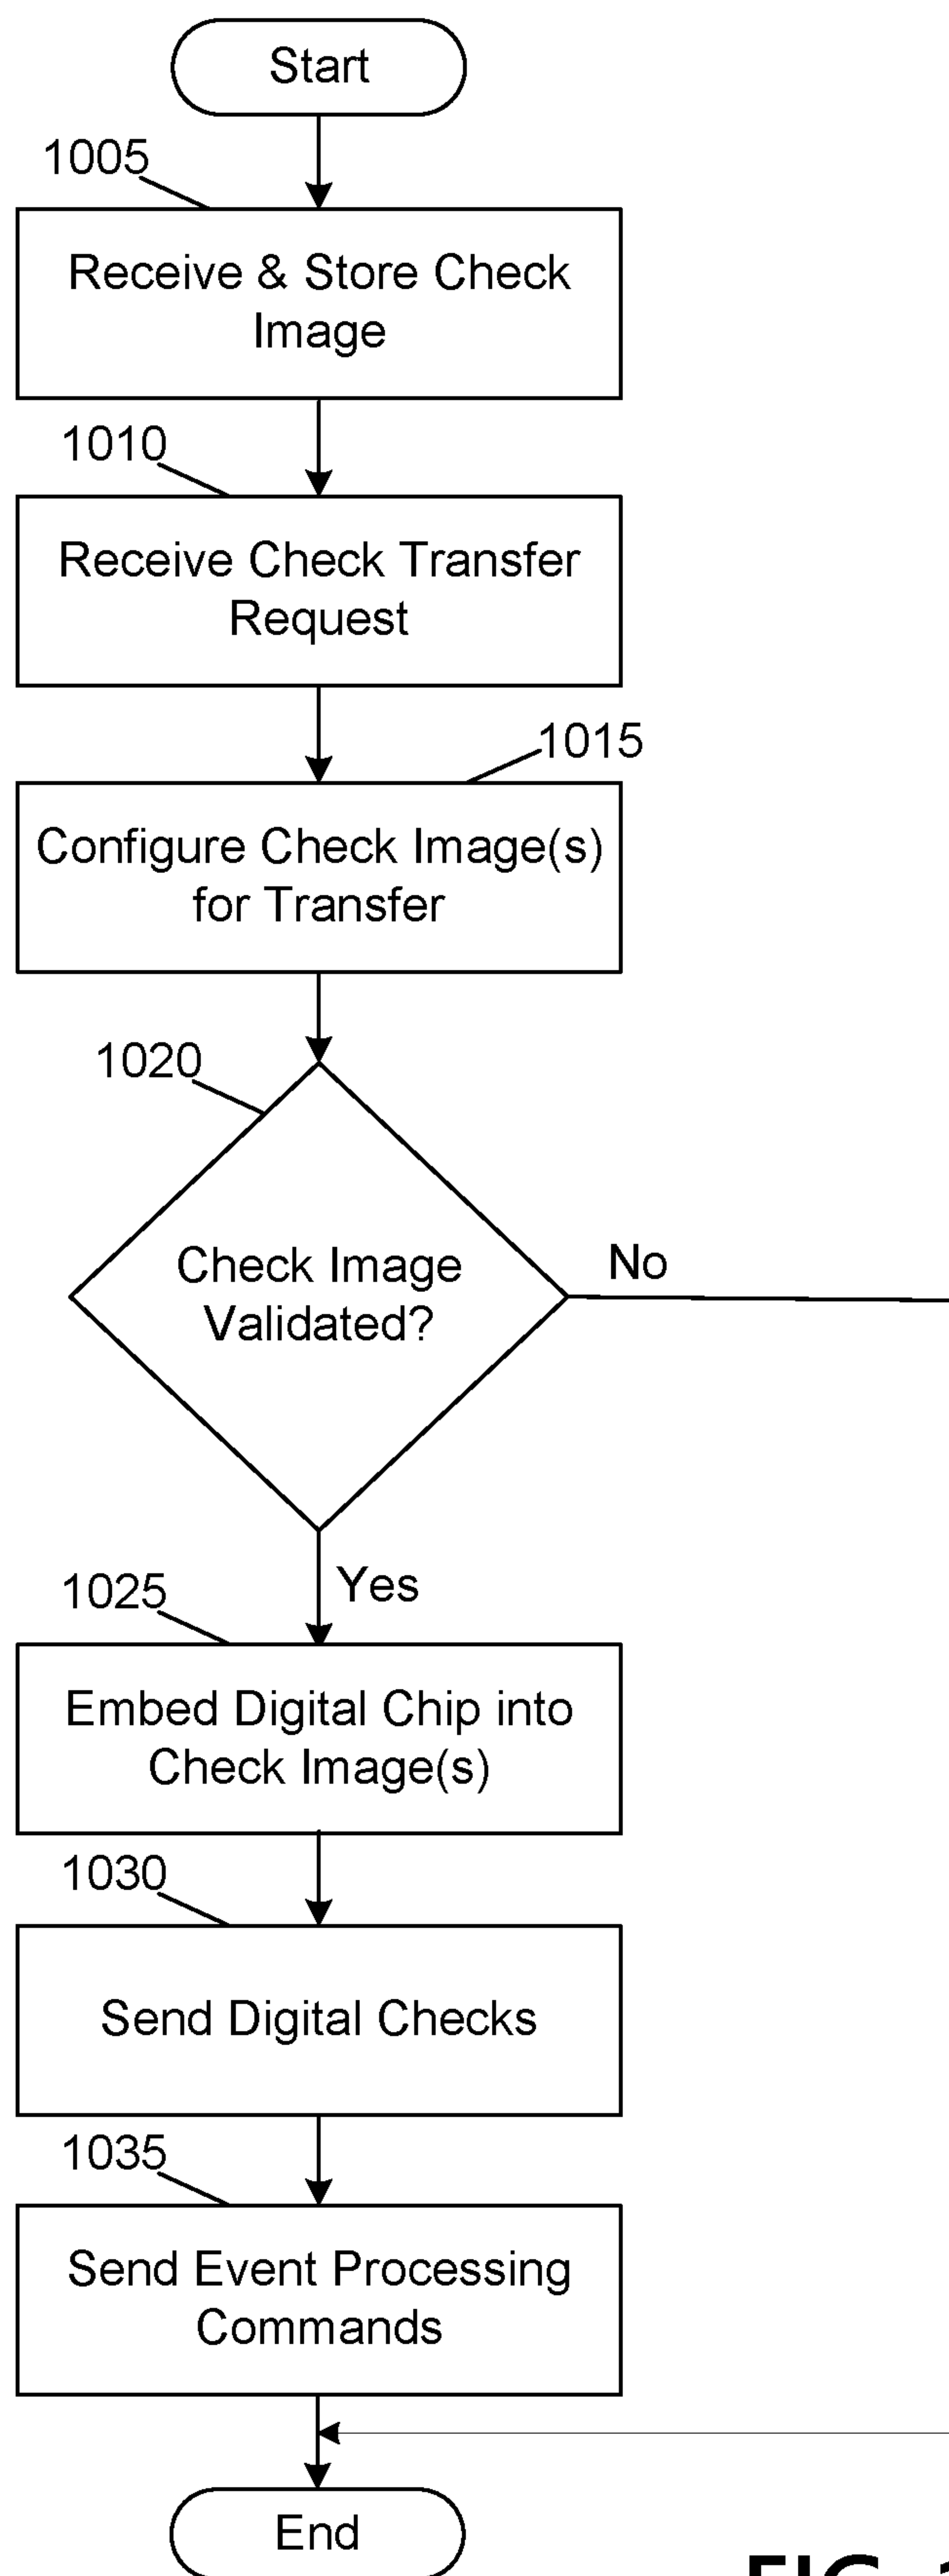 Start
1005
Receive & Store Check
Image
1010
Receive Check Transfer
Request
1015
Configure Check Image(s)
for Transfer
1020
Check Image
Validated?
No
Yes
1025
Embed Digital Chip into
Check Image(s)
1030
Send Digital Checks
1035
Send Event Processing
Commands
End
FIG.